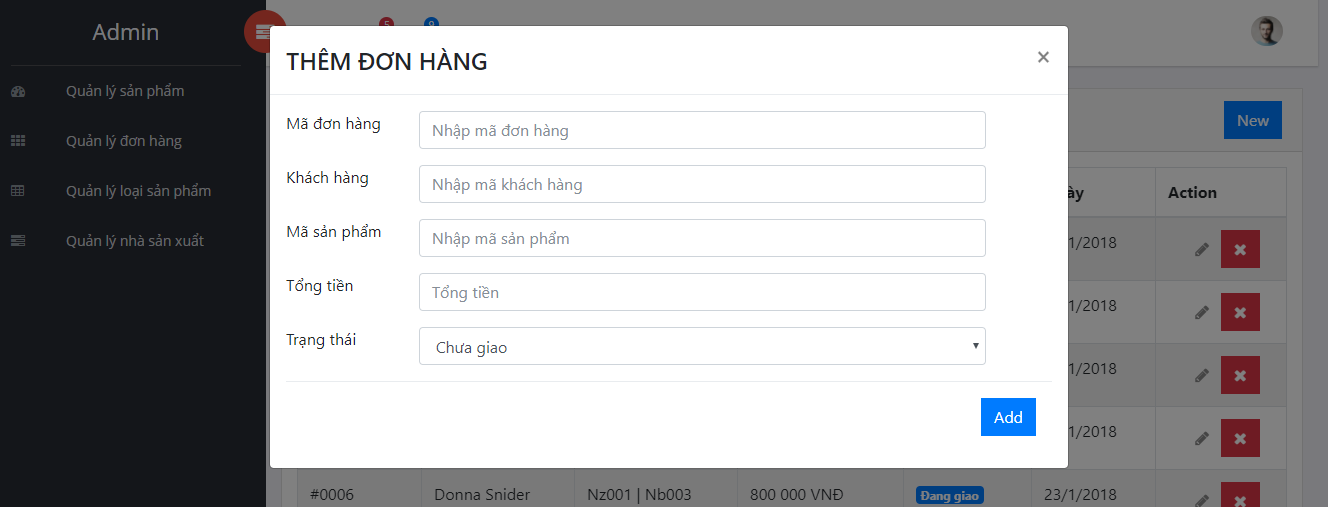 Admin
5
9
THÊM ĐƠN HÀNG
×
Quản lý sản phẩm
Quản lý đơn hàng
Quản lý loại sản phẩm
Quản lý nhà sản xuất
Mã đơn hàng
Nhập mã đơn hàng
New
Khách hàng
Nhập mã khách hàng
ày
Action
Mã sản phẩm
Nhập mã sản phẩm
1/2018
Tổng tiền
Tổng tiền
1/2018
Trạng thái
Chưa giao
1/2018
Add
1/2018
#0006 Donna Snider Nz001 | Nb003 800 000 VNĐ Đang giao 23/1/2018